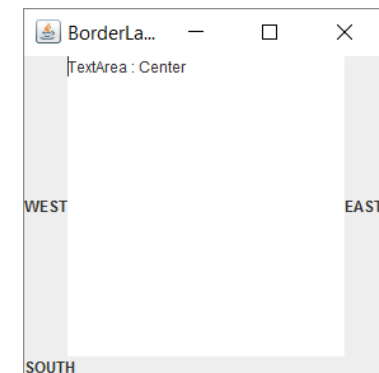 BorderLa...
TextArea : Center
WEST
EAST
SOUTH